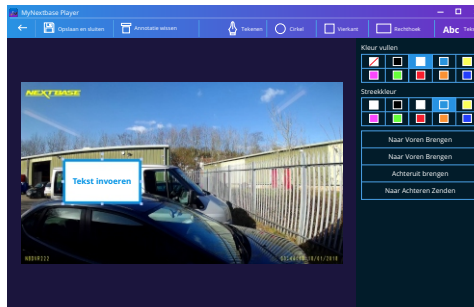 MyNextbase Player
Opslaan en sluiten
Annotatie wissen
Tekenen
Cirkel
Vierkant
Rechthoek
Abc
Kleur vullen
Streekkleur
Naar Voren Brengen
Naar Voren Brengen
Achteruit brengen
Naar Achteren Zenden
NEXTBASE
Tekst invoeren